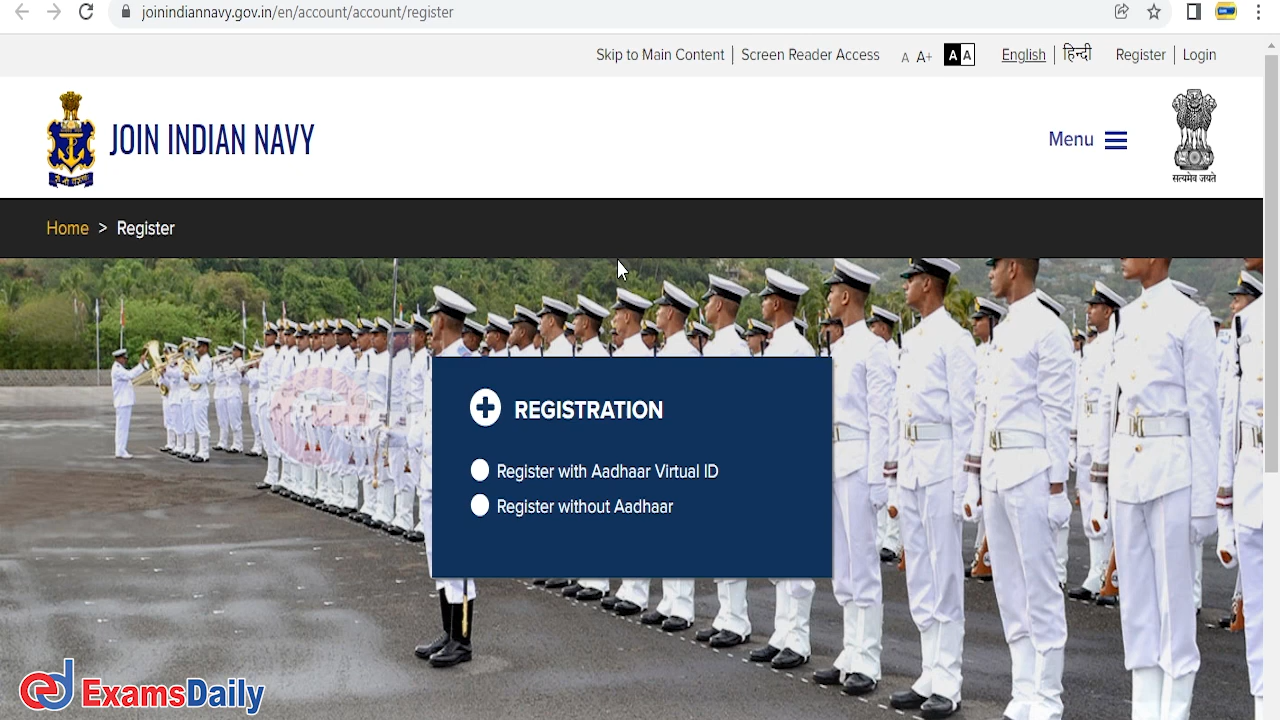 joinindiannavy.gov.in/en/account/account/register
Skip to Main Content | Screen Reader Access A A+ A A English | हिन्दी Register | Login
JOIN INDIAN NAVY
Menu
सत्यमेव जयते
Home > Register
REGISTRATION
Register with Aadhaar Virtual ID
Register without Aadhaar
ed ExamsDaily